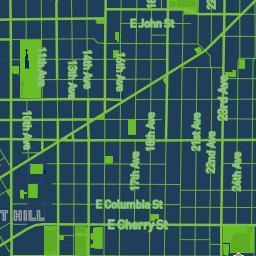 E John St
11th Ave
13th Ave
14th Ave
15th Ave
23rd Ave
10th Ave
18th Ave
21st Ave
22nd Ave
17th Ave
24th Ave
E Columbia St
T HILL
E Cherry St